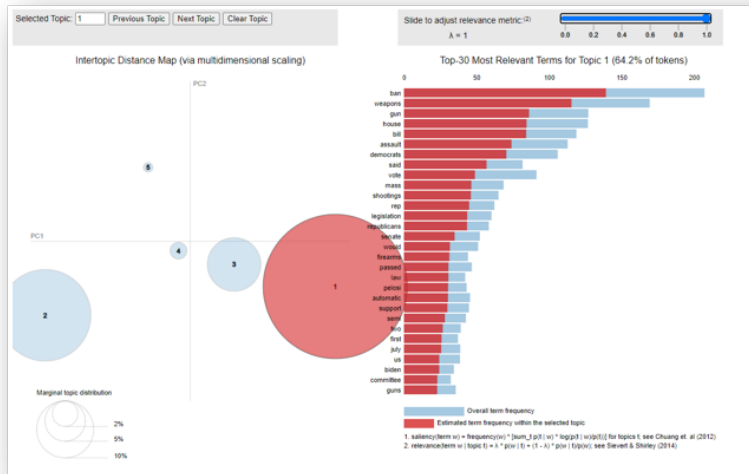 Selected Topic: 1 Previous Topic Next Topic Clear Topic
Slide to adjust relevance metric:(2)
λ = 1
0.0 0.2 0.4 0.6 0.8 1.0
Intertopic Distance Map (via multidimensional scaling)
PC2
PC1
5
4
3
1
2
Marginal topic distribution
2%
5%
10%
Top-30 Most Relevant Terms for Topic 1 (64.2% of tokens)
0 50 100 150 200
ban
weapons
gun
house
bill
assault
democrats
said
vote
mass
shootings
rep
legislation
republicans
senate
would
firearms
passed
law
pelosi
automatic
support
semi
two
first
july
us
biden
committee
guns
Overall term frequency
Estimated term frequency within the selected topic
1. saliency(term w) = frequency(w) * [sum_t p(t | w) * log(p(t | w)/p(t))] for topics t; see Chuang et. al (2012)
2. relevance(term w | topic t) = λ * p(w | t) + (1 - λ) * p(w | t)/p(w); see Sievert & Shirley (2014)